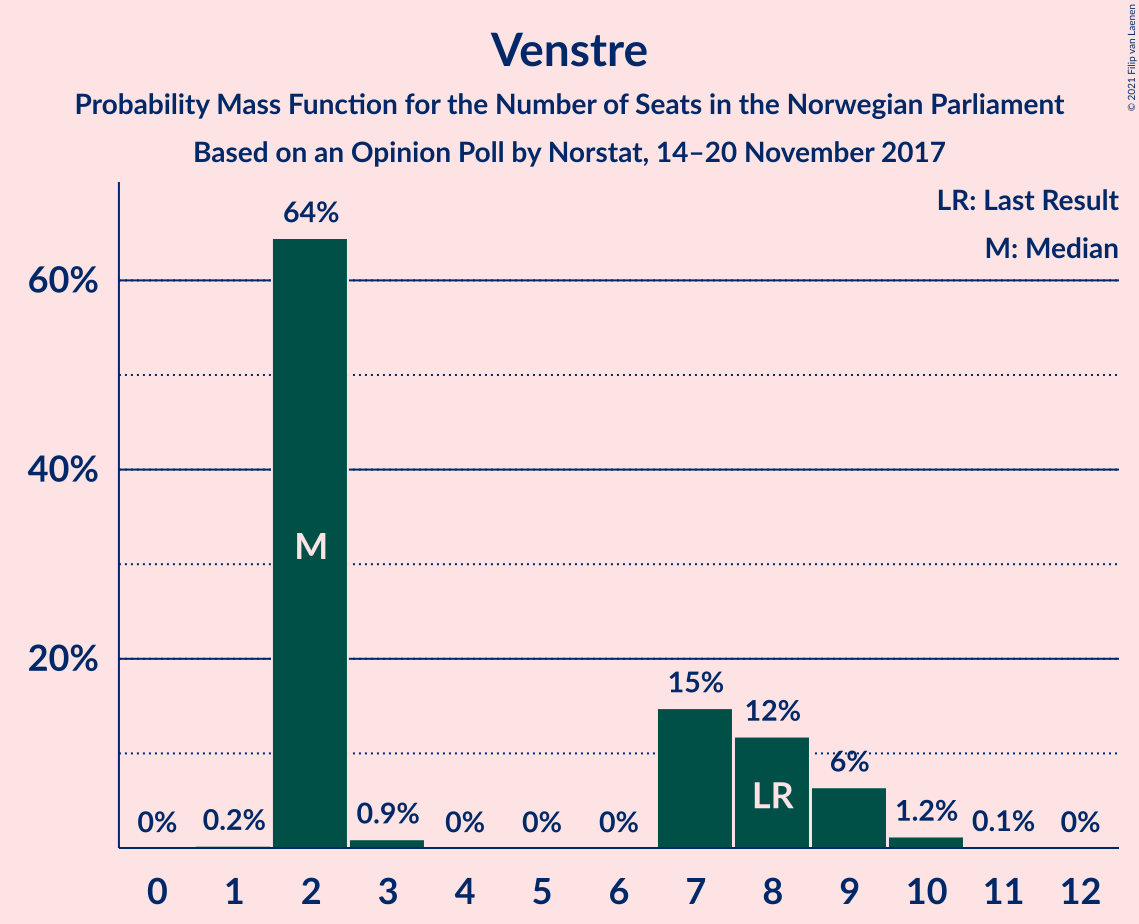 Venstre
Probability Mass Function for the Number of Seats in the Norwegian Parliament
Based on an Opinion Poll by Norstat, 14–20 November 2017
© 2021 Filip van Laenen
LR: Last Result
M: Median
60%
40%
20%
0%
0.2%
64%
0.9%
0%
0%
0%
15%
12%
6%
1.2%
0.1%
0%
M
LR
0 1 2 3 4 5 6 7 8 9 10 11 12